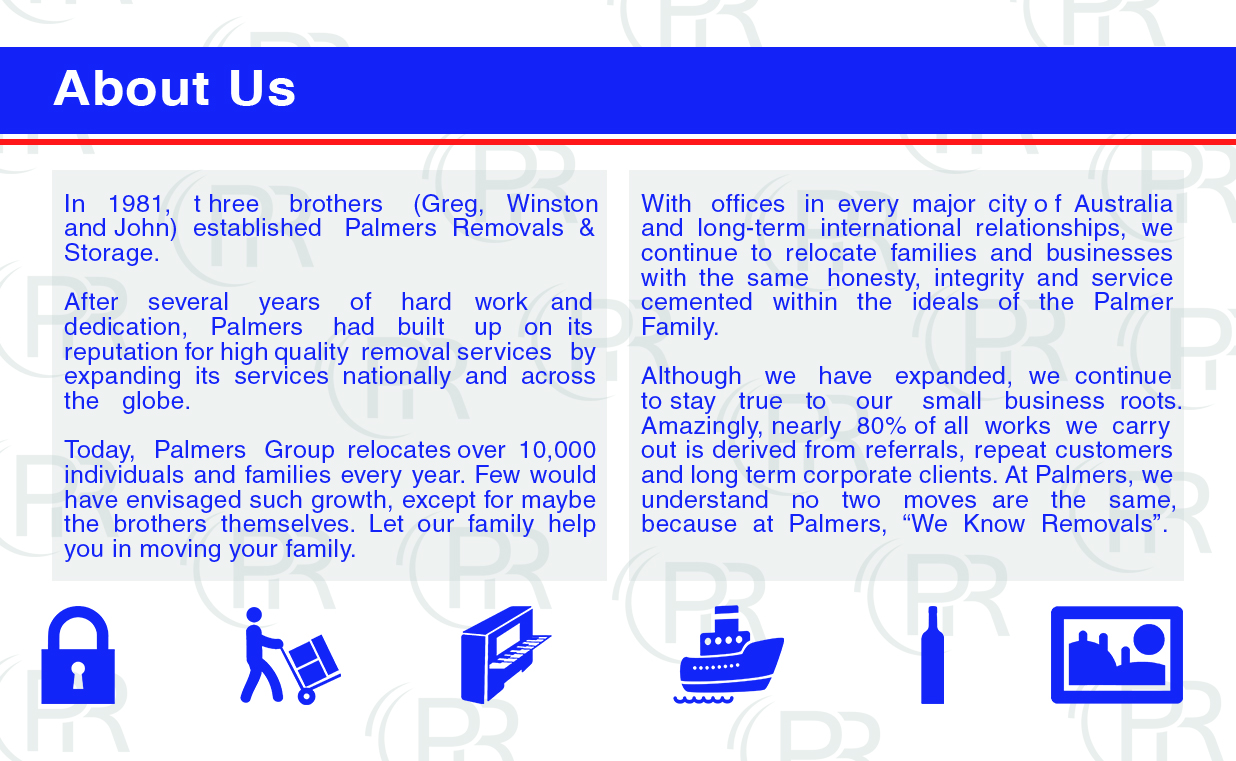 About Us
In 1981, three brothers (Greg, Winston
and John) established Palmers Removals &
Storage.
After several years of hard work and
dedication, Palmers had built up on its
reputation for high quality removal services by
expanding its services nationally and across
the globe.
Today, Palmers Group relocates over 10,000
individuals and families every year. Few would
have envisaged such growth, except for maybe
the brothers themselves. Let our family help
you in moving your family.
With offices in every major city of Australia
and long-term international relationships, we
continue to relocate families and businesses
with the same honesty, integrity and service
cemented within the ideals of the Palmer
Family.
Although we have expanded, we continue
to stay true to our small business roots.
Amazingly, nearly 80% of all works we carry
out is derived from referrals, repeat customers
and long term corporate clients. At Palmers, we
understand no two moves are the same,
because at Palmers, “We Know Removals”.